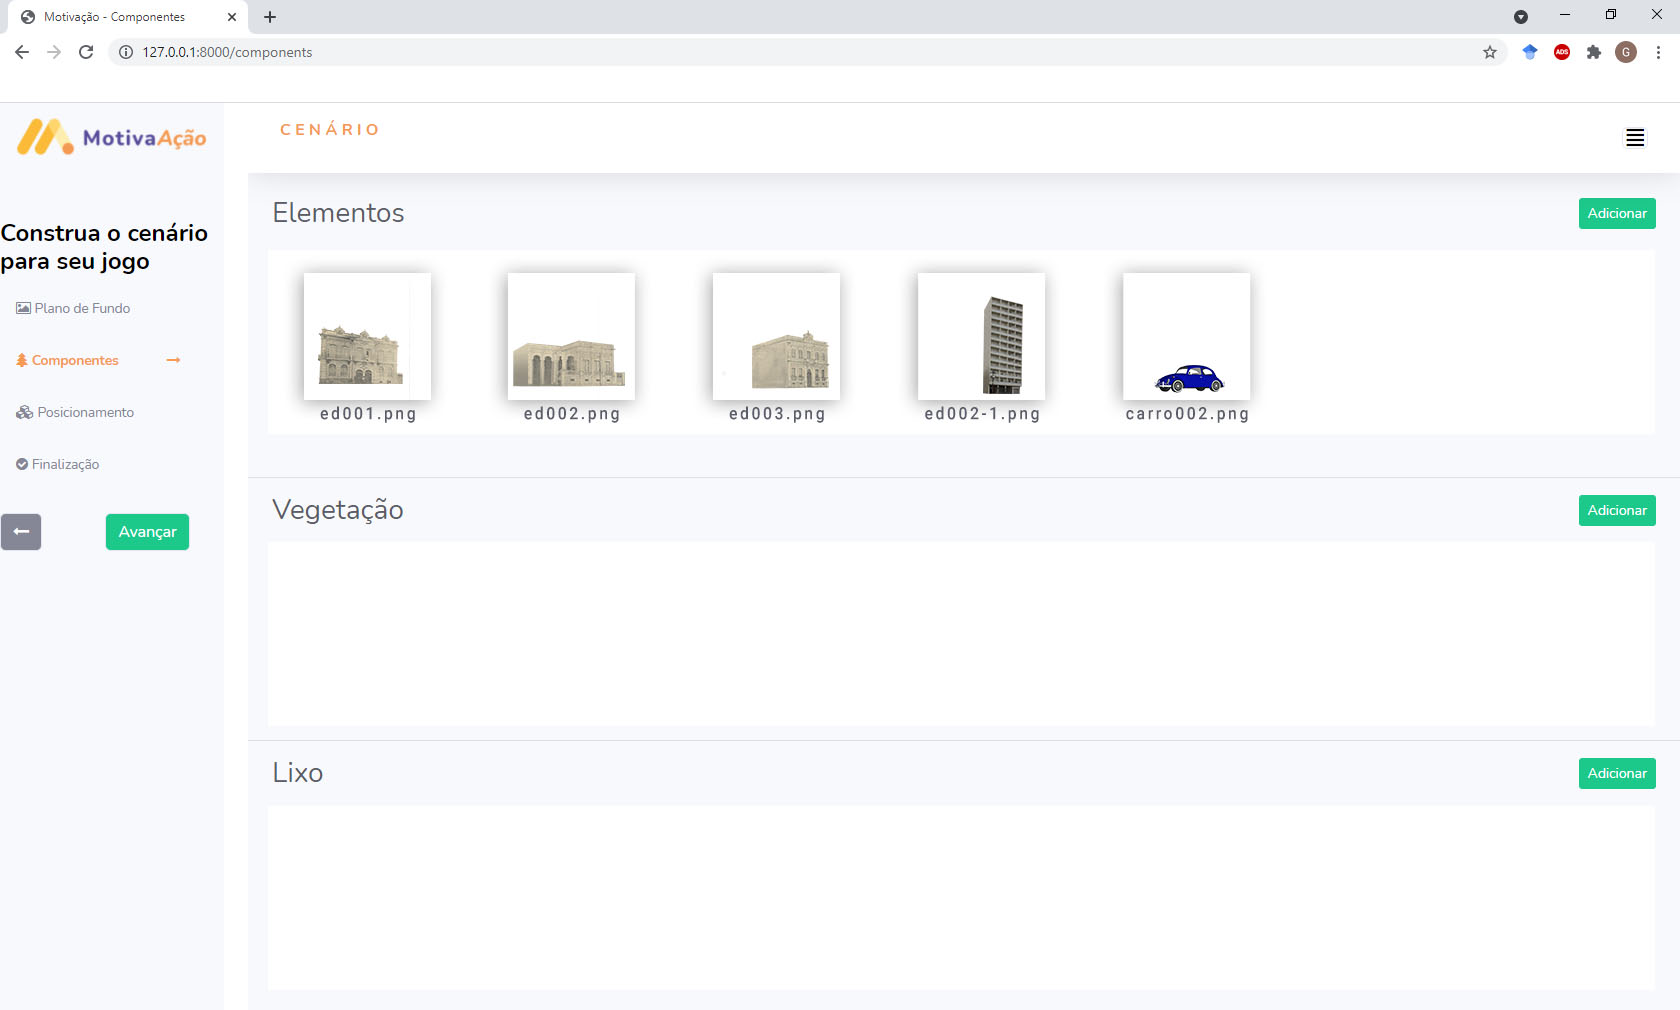 Motivação - Componentes
127.0.0.1:8000/components
ADS
G
MotivaAção
CENÁRIO
Construa o cenário
para seu jogo
Plano de Fundo
Componentes
Posicionamento
Finalização
Avançar
Elementos
Adicionar
ed001.png
ed002.png
ed003.png
ed002-1.png
carro002.png
Vegetação
Adicionar
Lixo
Adicionar